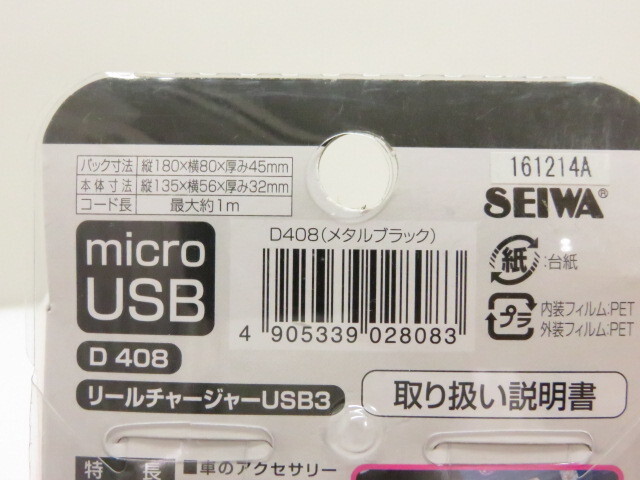 パック寸法 縦180×横80×厚み45mm
本体寸法 縦135×横56×厚み32mm
コード長 最大約1m
161214A
SEIWA®
micro
USB
D408(メタルブラック)
4 905339 028083
紙 :台紙
プラ 内装フィルム:PET
外装フィルム:PET
D 408
リールチャージャーUSB3
取り扱い説明書
特長
■車のアクセサリー